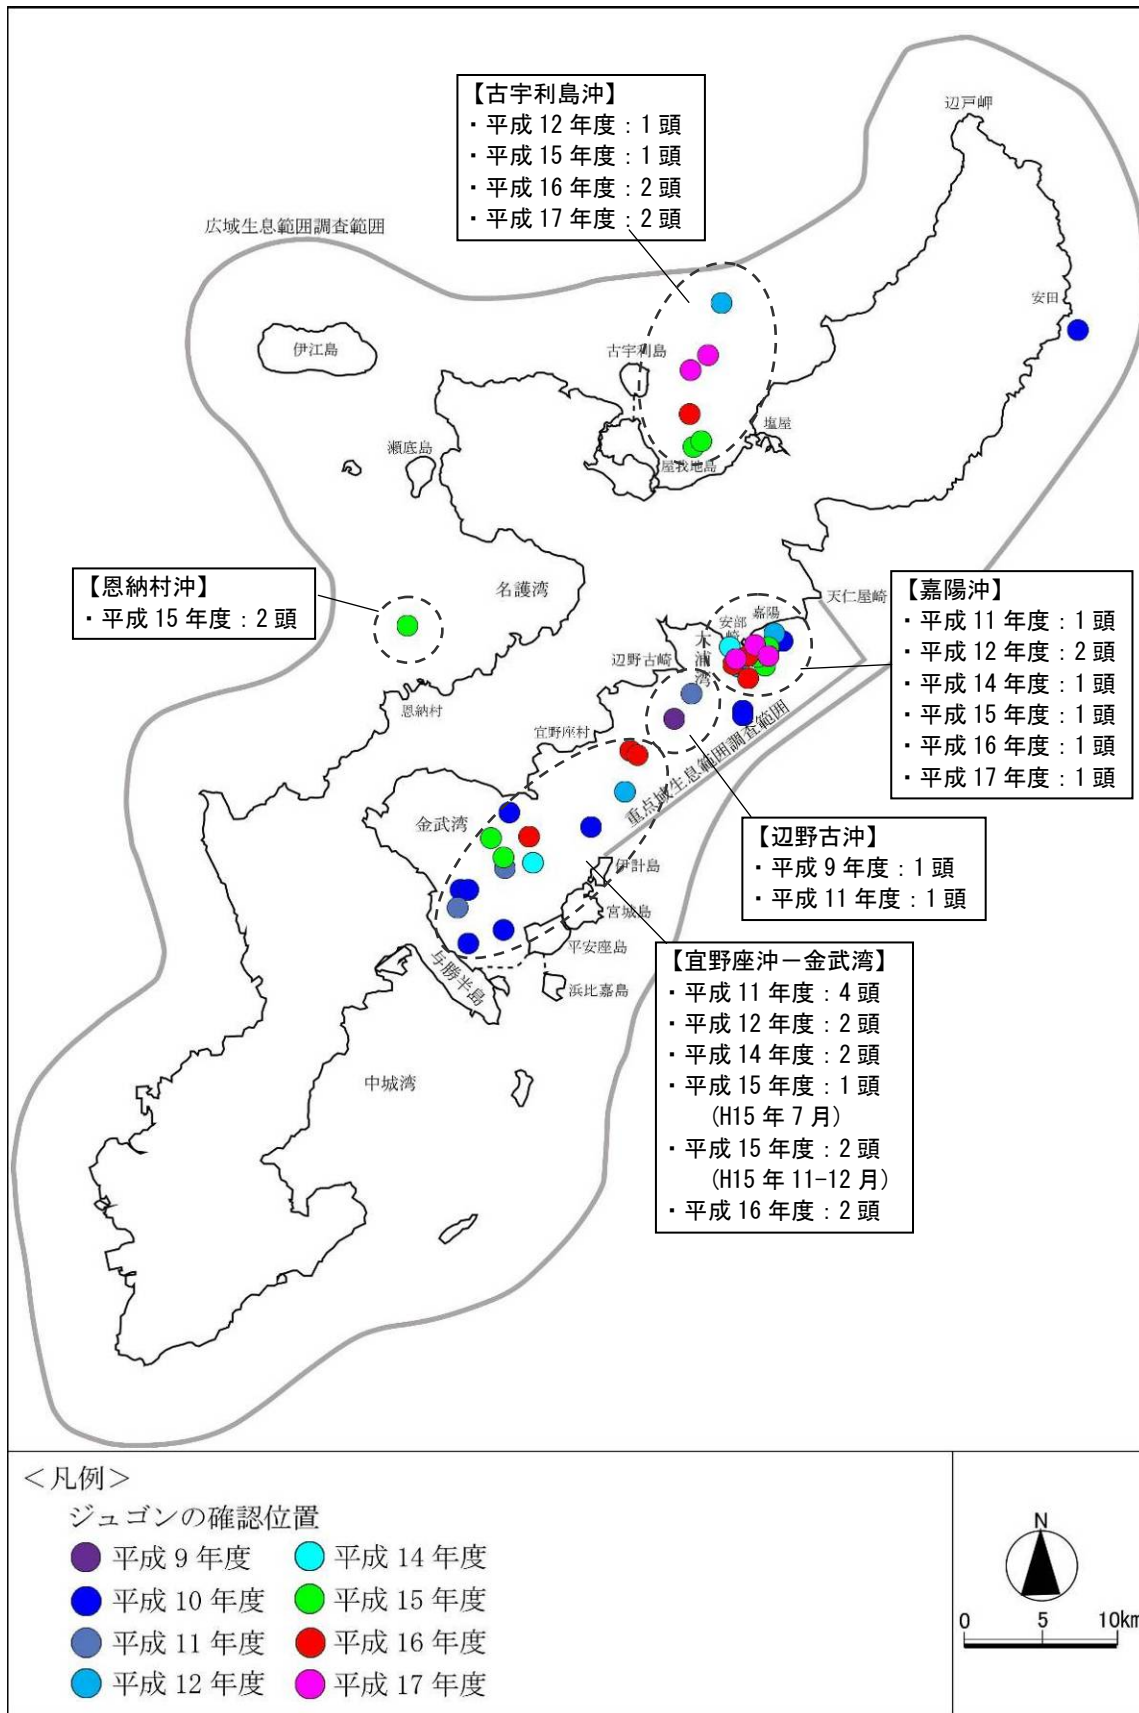 【古宇利島沖】
・平成 12 年度：1 頭
・平成 15 年度：1 頭
・平成 16 年度：2 頭
・平成 17 年度：2 頭
辺戸岬
広域生息範囲調査範囲
安田
伊江島
古宇利島
塩屋
瀬底島
屋我地島
【恩納村沖】
・平成 15 年度：2 頭
名護湾
天仁屋崎
嘉陽
安部崎
大浦湾
辺野古崎
【嘉陽沖】
・平成 11 年度：1 頭
・平成 12 年度：2 頭
・平成 14 年度：1 頭
・平成 15 年度：1 頭
・平成 16 年度：1 頭
・平成 17 年度：1 頭
恩納村
宜野座村
重点域生息範囲調査範囲
金武湾
【辺野古沖】
・平成 9 年度：1 頭
・平成 11 年度：1 頭
伊計島
宮城島
平安座島
与勝半島
浜比嘉島
【宜野座沖－金武湾】
・平成 11 年度：4 頭
・平成 12 年度：2 頭
・平成 14 年度：2 頭
・平成 15 年度：1 頭
(H15 年 7 月)
・平成 15 年度：2 頭
(H15 年 11-12 月)
・平成 16 年度：2 頭
中城湾
＜凡例＞
ジュゴンの確認位置
平成 9 年度
平成 14 年度
平成 10 年度
平成 15 年度
平成 11 年度
平成 16 年度
平成 12 年度
平成 17 年度
N
0 5 10km